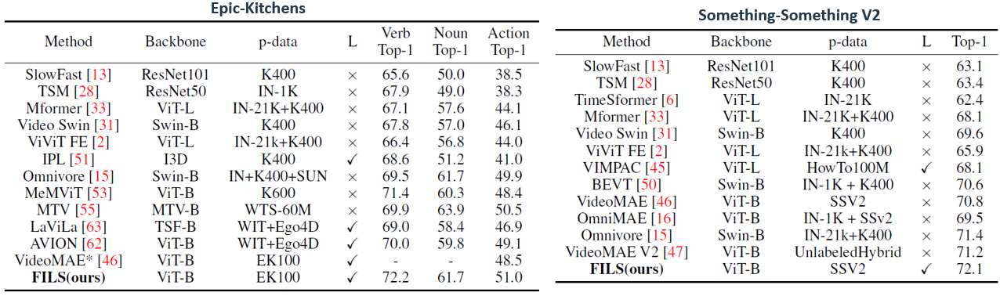 Epic-Kitchens
Method Backbone p-data L Verb Top-1 Noun Top-1 Action Top-1
SlowFast [13] ResNet101 K400 × 65.6 50.0 38.5
TSM [28] ResNet50 IN-1K × 67.9 49.0 38.3
Mformer [33] ViT-L IN-21K+K400 × 67.1 57.6 44.1
Video Swin [31] Swin-B K400 × 67.8 57.0 46.1
ViViT FE [2] ViT-L IN-21k+K400 × 66.4 56.8 44.0
IPL [51] I3D K400 ✓ 68.6 51.2 41.0
Omnivore [15] Swin-B IN+K400+SUN × 69.5 61.7 49.9
MeMViT [53] ViT-B K600 × 71.4 60.3 48.4
MTV [55] MTV-B WTS-60M × 69.9 63.9 50.5
LaViLa [63] TSF-B WIT+Ego4D ✓ 69.0 58.4 46.9
AVION [62] ViT-B WIT+Ego4D ✓ 70.0 59.8 49.1
VideoMAE* [46] ViT-B EK100 ✓ - - 48.5
FILS(ours) ViT-B EK100 ✓ 72.2 61.7 51.0
Something-Something V2
Method Backbone p-data L Top-1
SlowFast [13] ResNet101 K400 × 63.1
TSM [28] ResNet50 K400 × 63.4
TimeSformer [6] ViT-L IN-21K × 62.4
Mformer [33] ViT-L IN-21K+K400 × 68.1
Video Swin [31] Swin-B K400 × 69.6
ViViT FE [2] ViT-L IN-21k+K400 × 65.9
VIMPAC [45] ViT-L HowTo100M ✓ 68.1
BEVT [50] Swin-B IN-1K + K400 × 70.6
VideoMAE [46] ViT-B SSV2 × 70.8
OmniMAE [16] ViT-B IN-1K + SSv2 × 69.5
Omnivore [15] Swin-B IN-21k+K400 × 71.4
VideoMAE V2 [47] ViT-B UnlabeledHybrid × 71.2
FILS(ours) ViT-B SSV2 ✓ 72.1